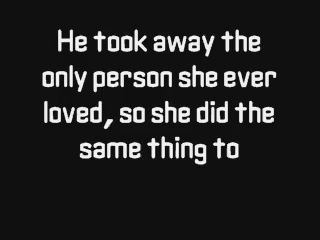 He took away the
only person she ever
loved, so she did the
same thing to